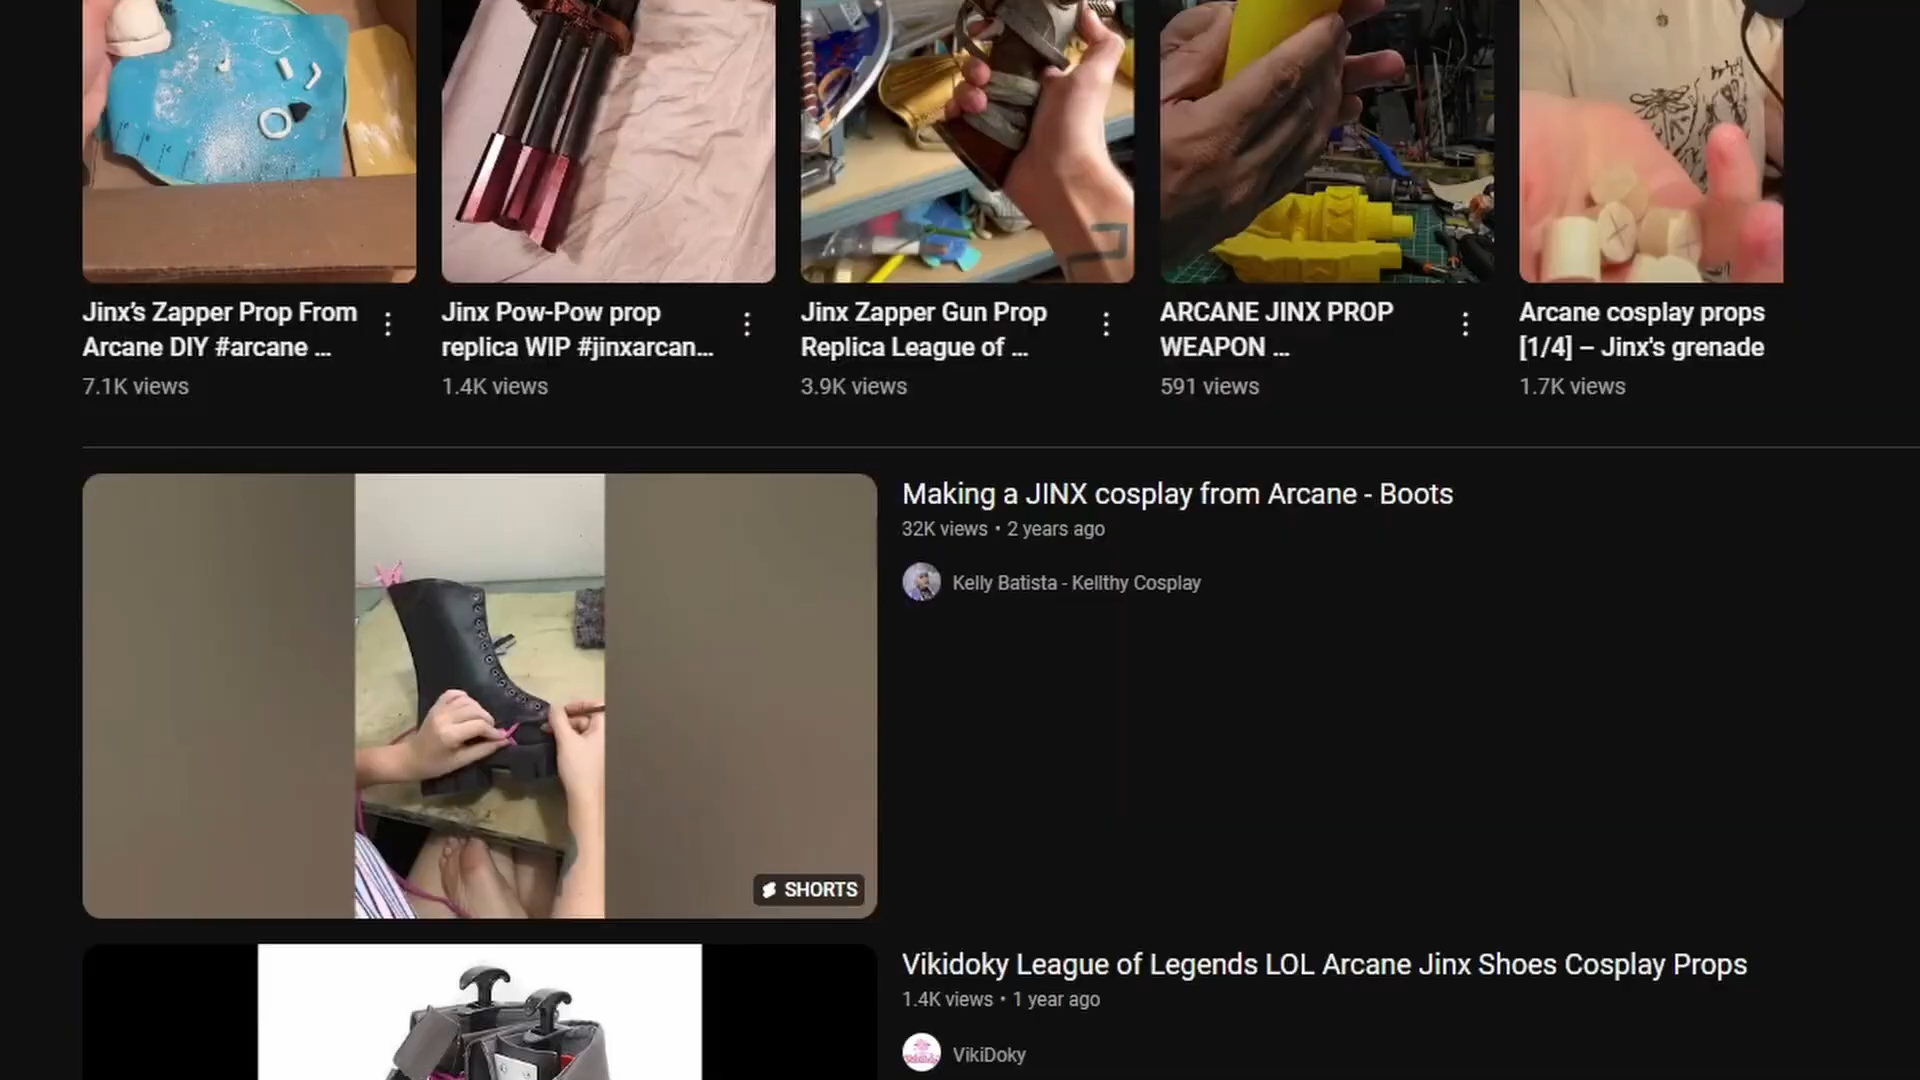 Jinx's Zapper Prop From
Arcane DIY #arcane ...
7.1K views
Jinx Pow-Pow prop
replica WIP #jinxarcan...
1.4K views
Jinx Zapper Gun Prop
Replica League of ...
3.9K views
ARCANE JINX PROP
WEAPON ...
591 views
Arcane cosplay props
[1/4] – Jinx's grenade
1.7K views
Making a JINX cosplay from Arcane - Boots
32K views • 2 years ago
Kelly Batista - Kellthy Cosplay
SHORTS
Vikidoky League of Legends LOL Arcane Jinx Shoes Cosplay Props
1.4K views • 1 year ago
VikiDoky